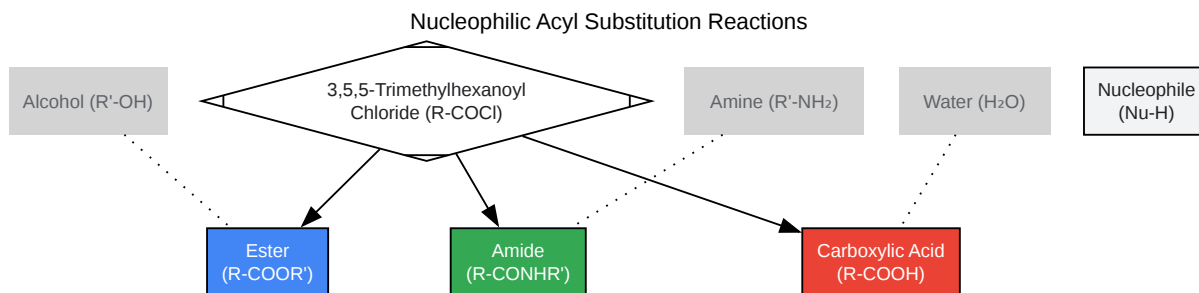 Nucleophilic Acyl Substitution Reactions
Alcohol (R'-OH)
3,5,5-Trimethylhexanoyl
Chloride (R-COCl)
Amine (R'-NH₂)
Water (H₂O)
Nucleophile
(Nu-H)
Ester
(R-COOR')
Amide
(R-CONHR')
Carboxylic Acid
(R-COOH)